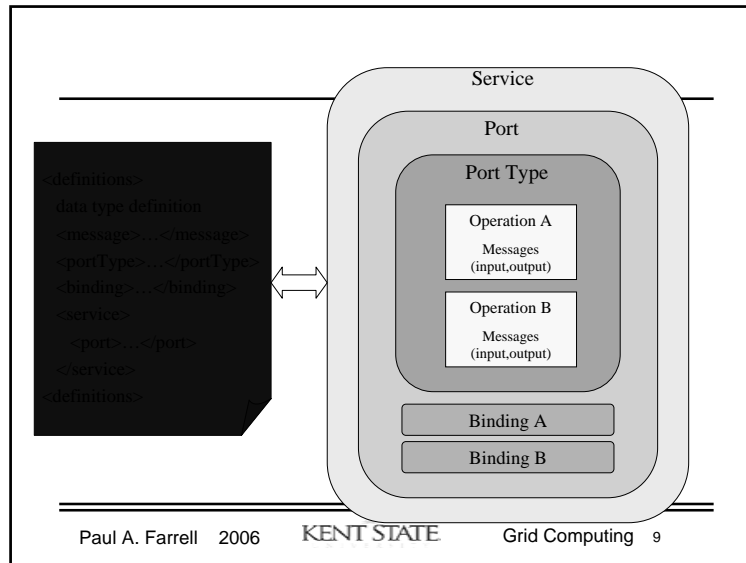 Service
Port
Port Type
Operation A
Messages
(input,output)
Operation B
Messages
(input,output)
Binding A
Binding B
<definitions>
data type definition
<message>…</message>
<portType>…</portType>
<binding>…</binding>
<service>
<port>…</port>
</service>
<definitions>
Paul A. Farrell 2006 KENT STATE Grid Computing 9